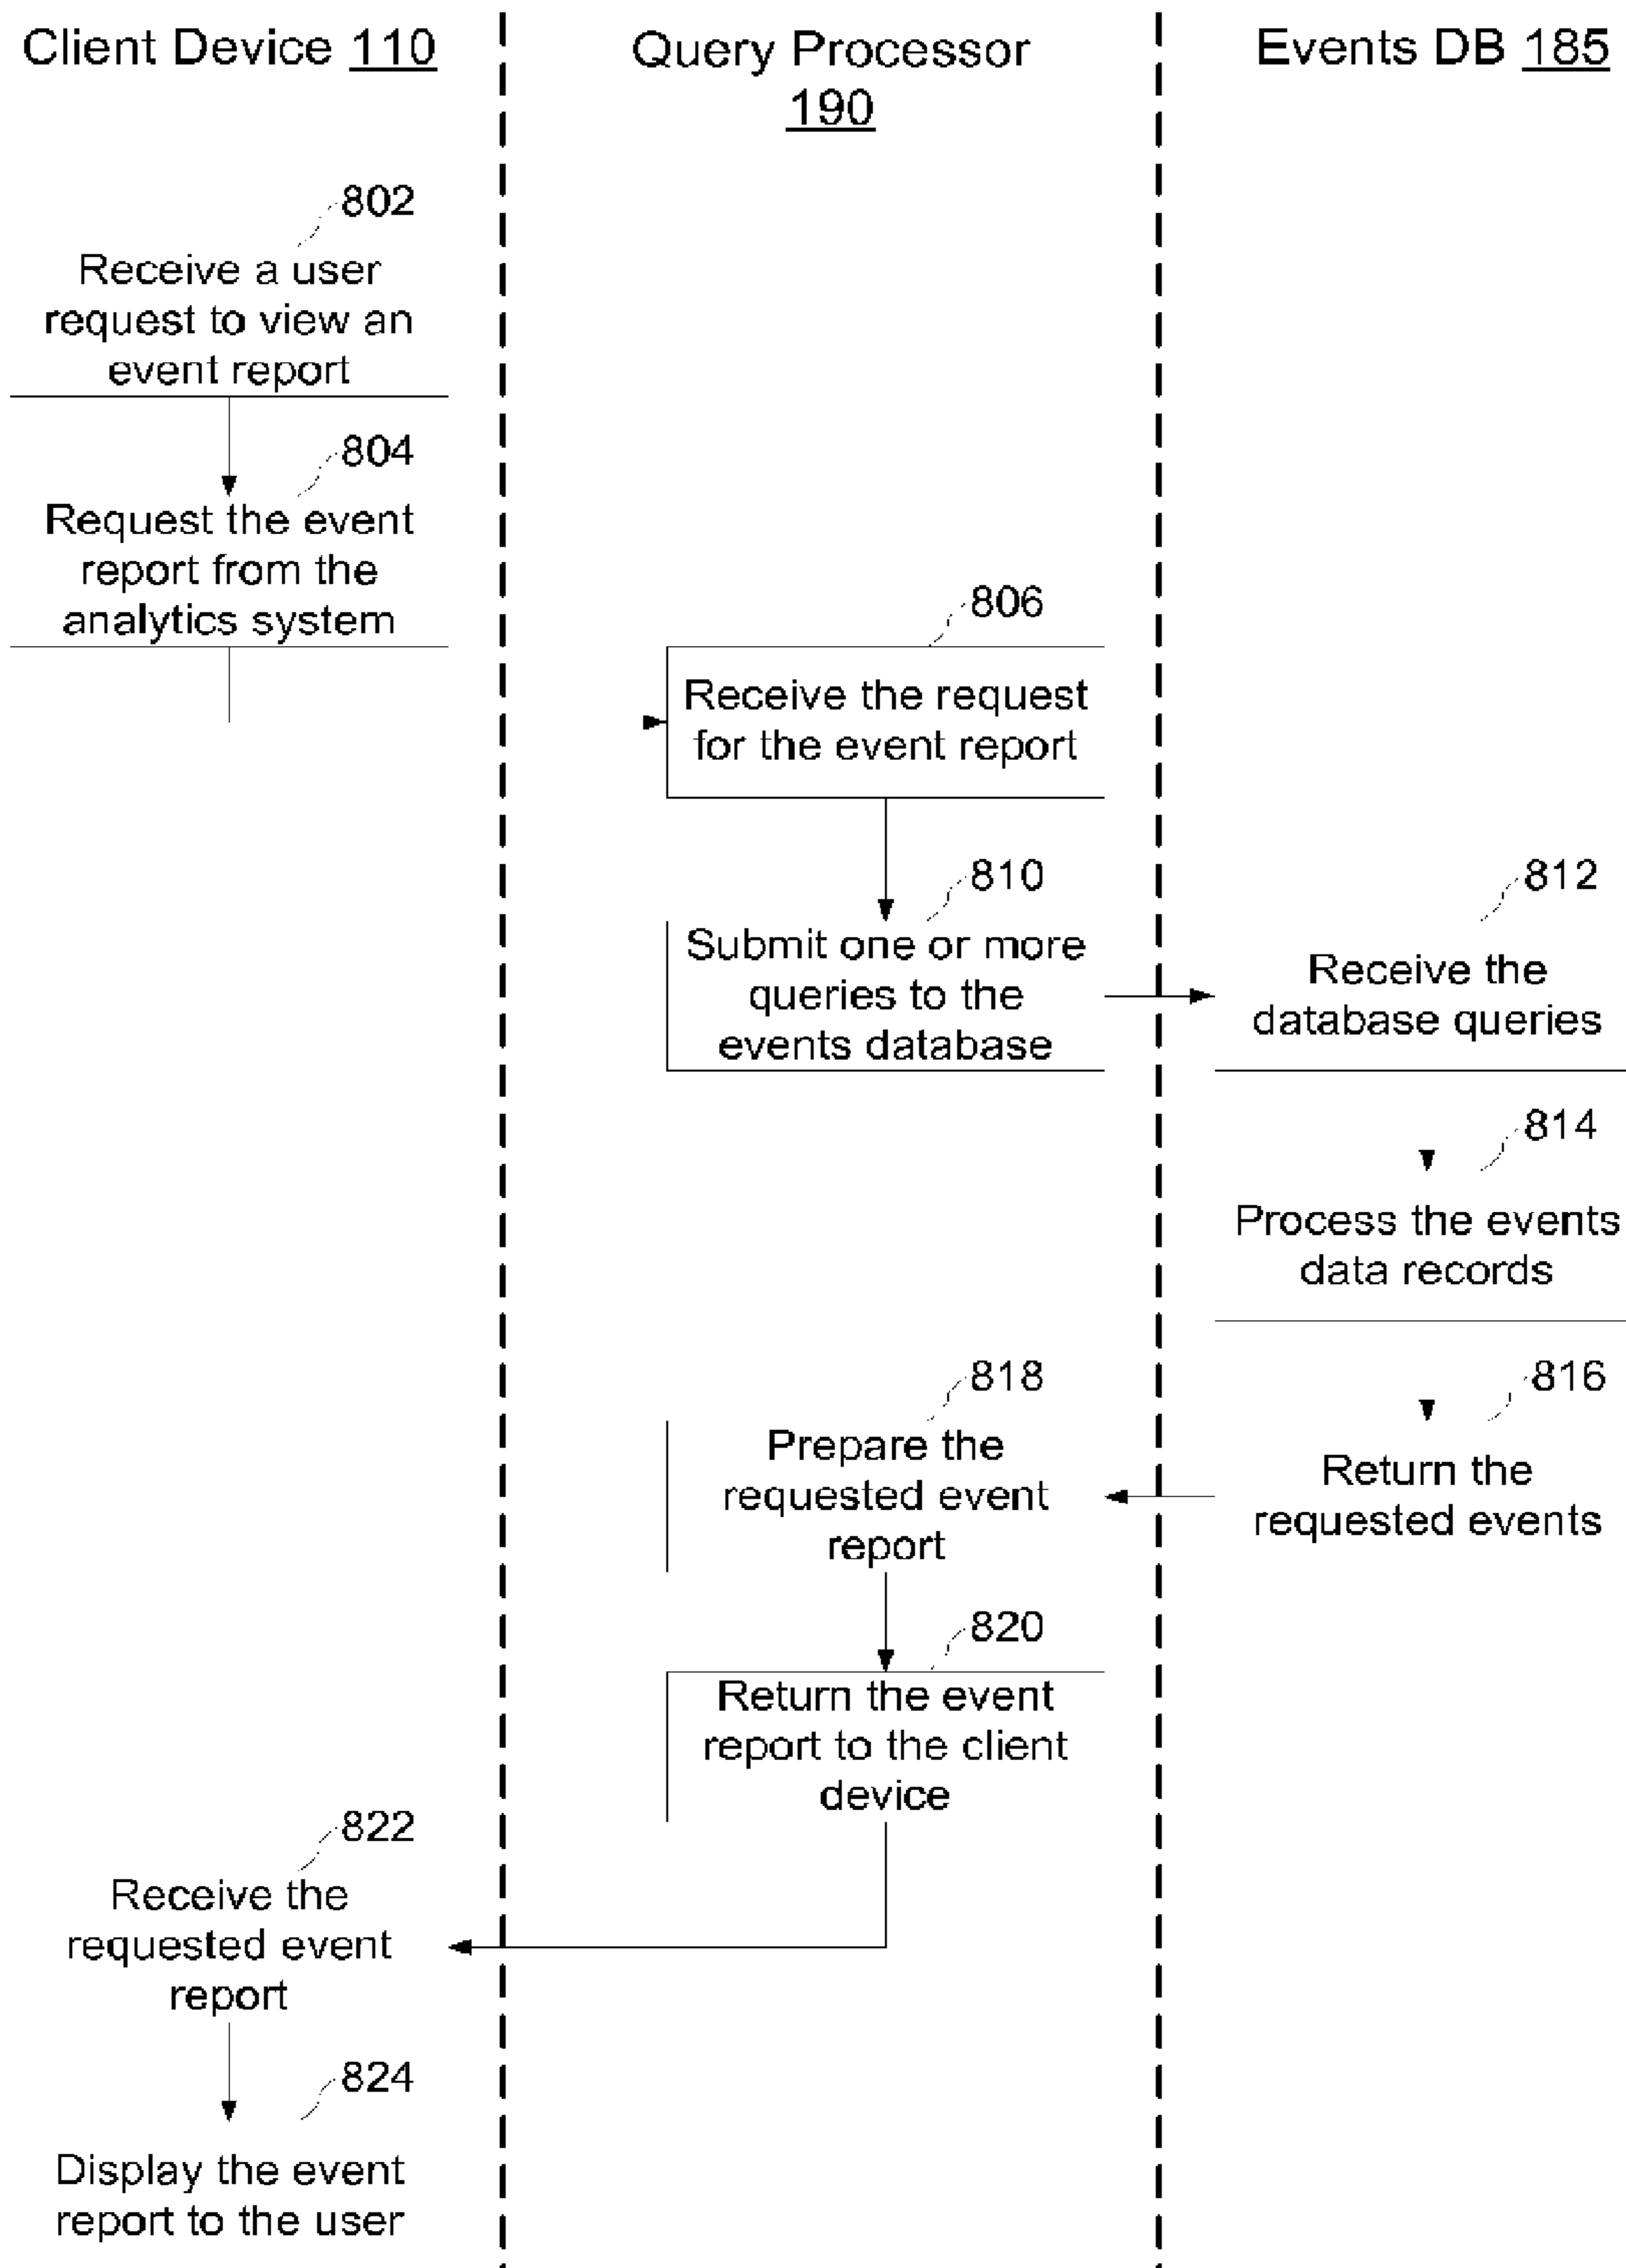 Client Device 110
Query Processor
190
Events DB 185
802
Receive a user
request to view an
event report
804
Request the event
report from the
analytics system
806
Receive the request
for the event report
810
Submit one or more
queries to the
events database
812
Receive the
database queries
814
Process the events
data records
816
Return the
requested events
818
Prepare the
requested event
report
820
Return the event
report to the client
device
822
Receive the
requested event
report
824
Display the event
report to the user